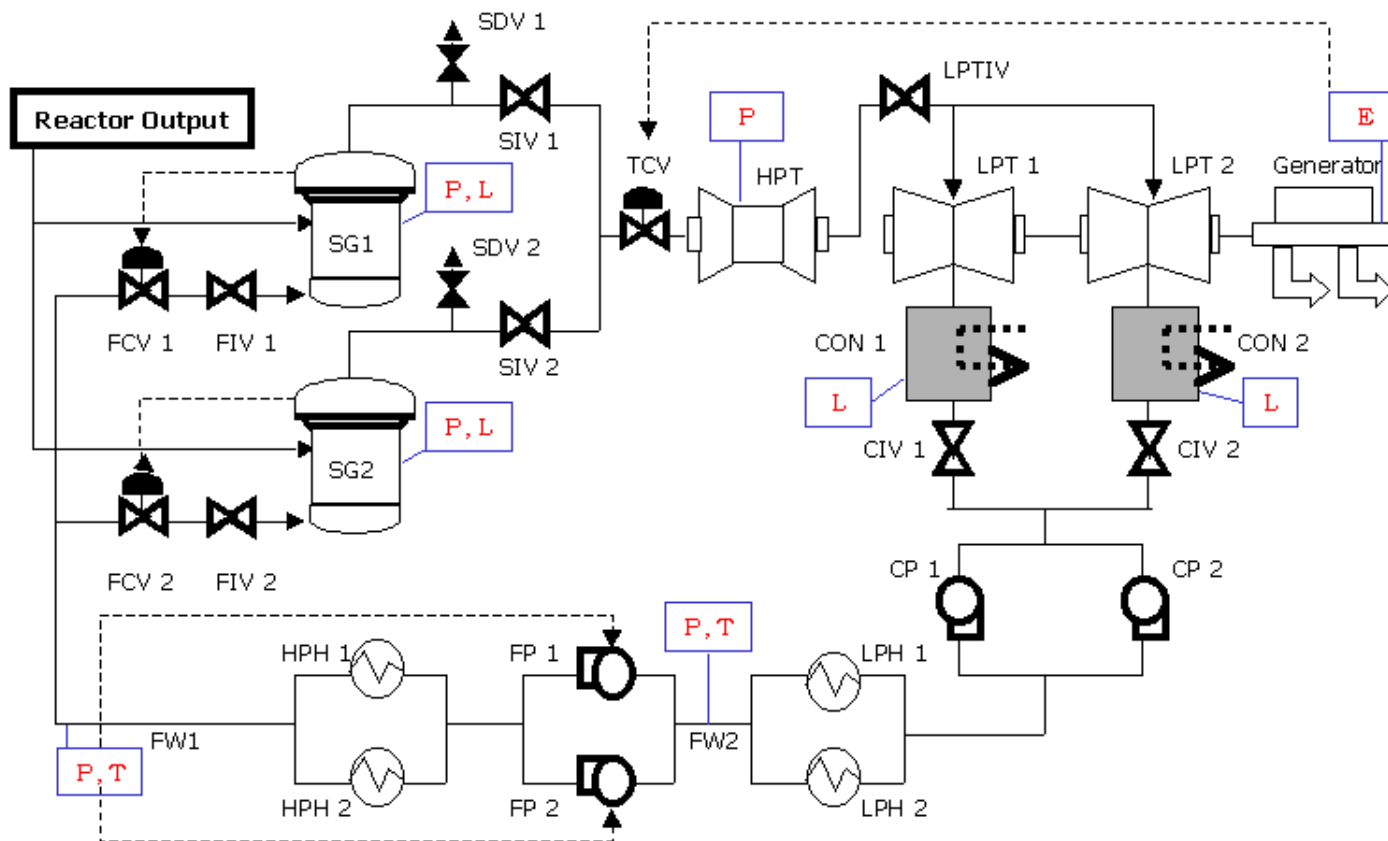 SDV 1
LPTIV
Reactor Output
P
E
SIV 1
TCV
HPT
LPT 1
LPT 2
Generator
P, L
SG1
SDV 2
FCV 1
FIV 1
SIV 2
CON 1
CON 2
L
L
P, L
SG2
CIV 1
CIV 2
FCV 2
FIV 2
CP 1
CP 2
P, T
HPH 1
FP 1
LPH 1
FW1
FW2
P, T
HPH 2
FP 2
LPH 2